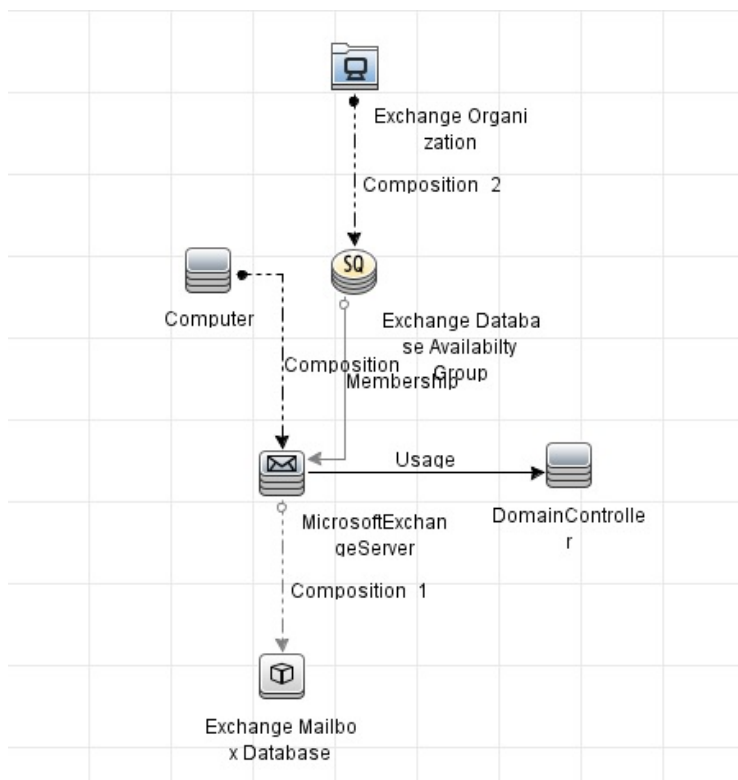 Exchange Organi
zation
Composition 2
SQ
Computer
Exchange Databa
se Availabilty
Group
Composition
Membership
Usage
MicrosoftExchan
geServer
DomainControlle
r
Composition 1
Exchange Mailbo
x Database